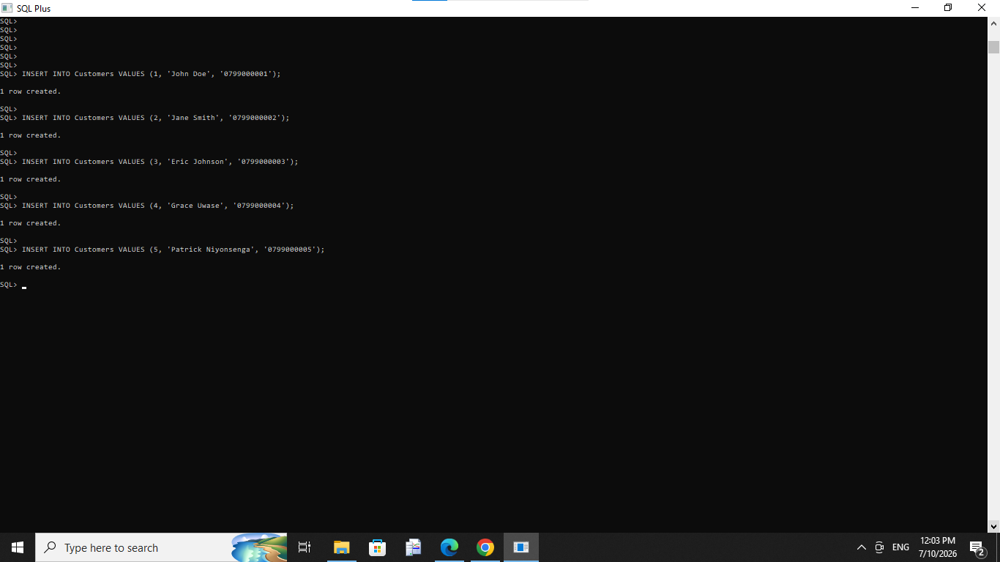 SQL Plus
SQL>
SQL>
SQL>
SQL>
SQL>
SQL>
SQL> INSERT INTO Customers VALUES (1, 'John Doe', '0799000001');
1 row created.
SQL>
SQL> INSERT INTO Customers VALUES (2, 'Jane Smith', '0799000002');
1 row created.
SQL>
SQL> INSERT INTO Customers VALUES (3, 'Eric Johnson', '0799000003');
1 row created.
SQL>
SQL> INSERT INTO Customers VALUES (4, 'Grace Uwase', '0799000004');
1 row created.
SQL>
SQL> INSERT INTO Customers VALUES (5, 'Patrick Niyonsenga', '0799000005');
1 row created.
SQL>
Type here to search
ENG
12:03 PM
7/10/2026
2